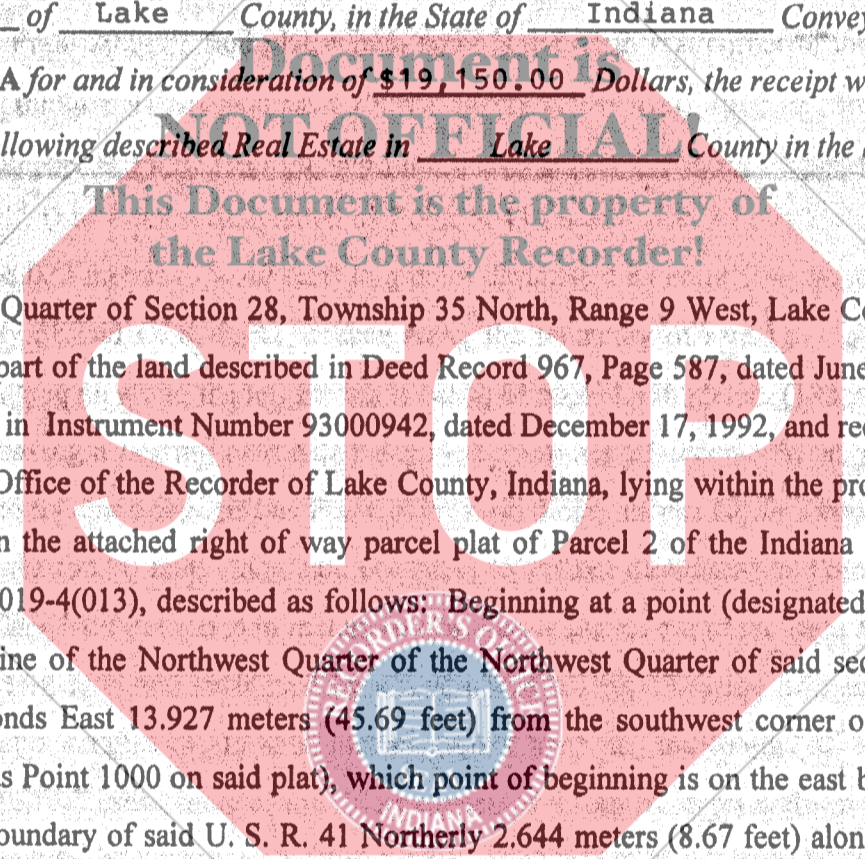 of Lake County, in the State of Indiana Convey
A for and in consideration of $19,150.00 Dollars, the receipt w
llowing described Real Estate in Lake County in the
Document is
NOT OFFICIAL!
This Document is the property of
the Lake County Recorder!
STOP
Quarter of Section 28, Township 35 North, Range 9 West, Lake Co
part of the land described in Deed Record 967, Page 587, dated June
in Instrument Number 93000942, dated December 17, 1992, and rec
Office of the Recorder of Lake County, Indiana, lying within the pro
n the attached right of way parcel plat of Parcel 2 of the Indiana
019-4(013), described as follows: Beginning at a point (designated
ine of the Northwest Quarter of the Northwest Quarter of said sec
onds East 13.927 meters (45.69 feet) from the southwest corner o
s Point 1000 on said plat), which point of beginning is on the east b
oundary of said U. S. R. 41 Northerly 2.644 meters (8.67 feet) alon
RECORDER'S OFFICE
INDIANA